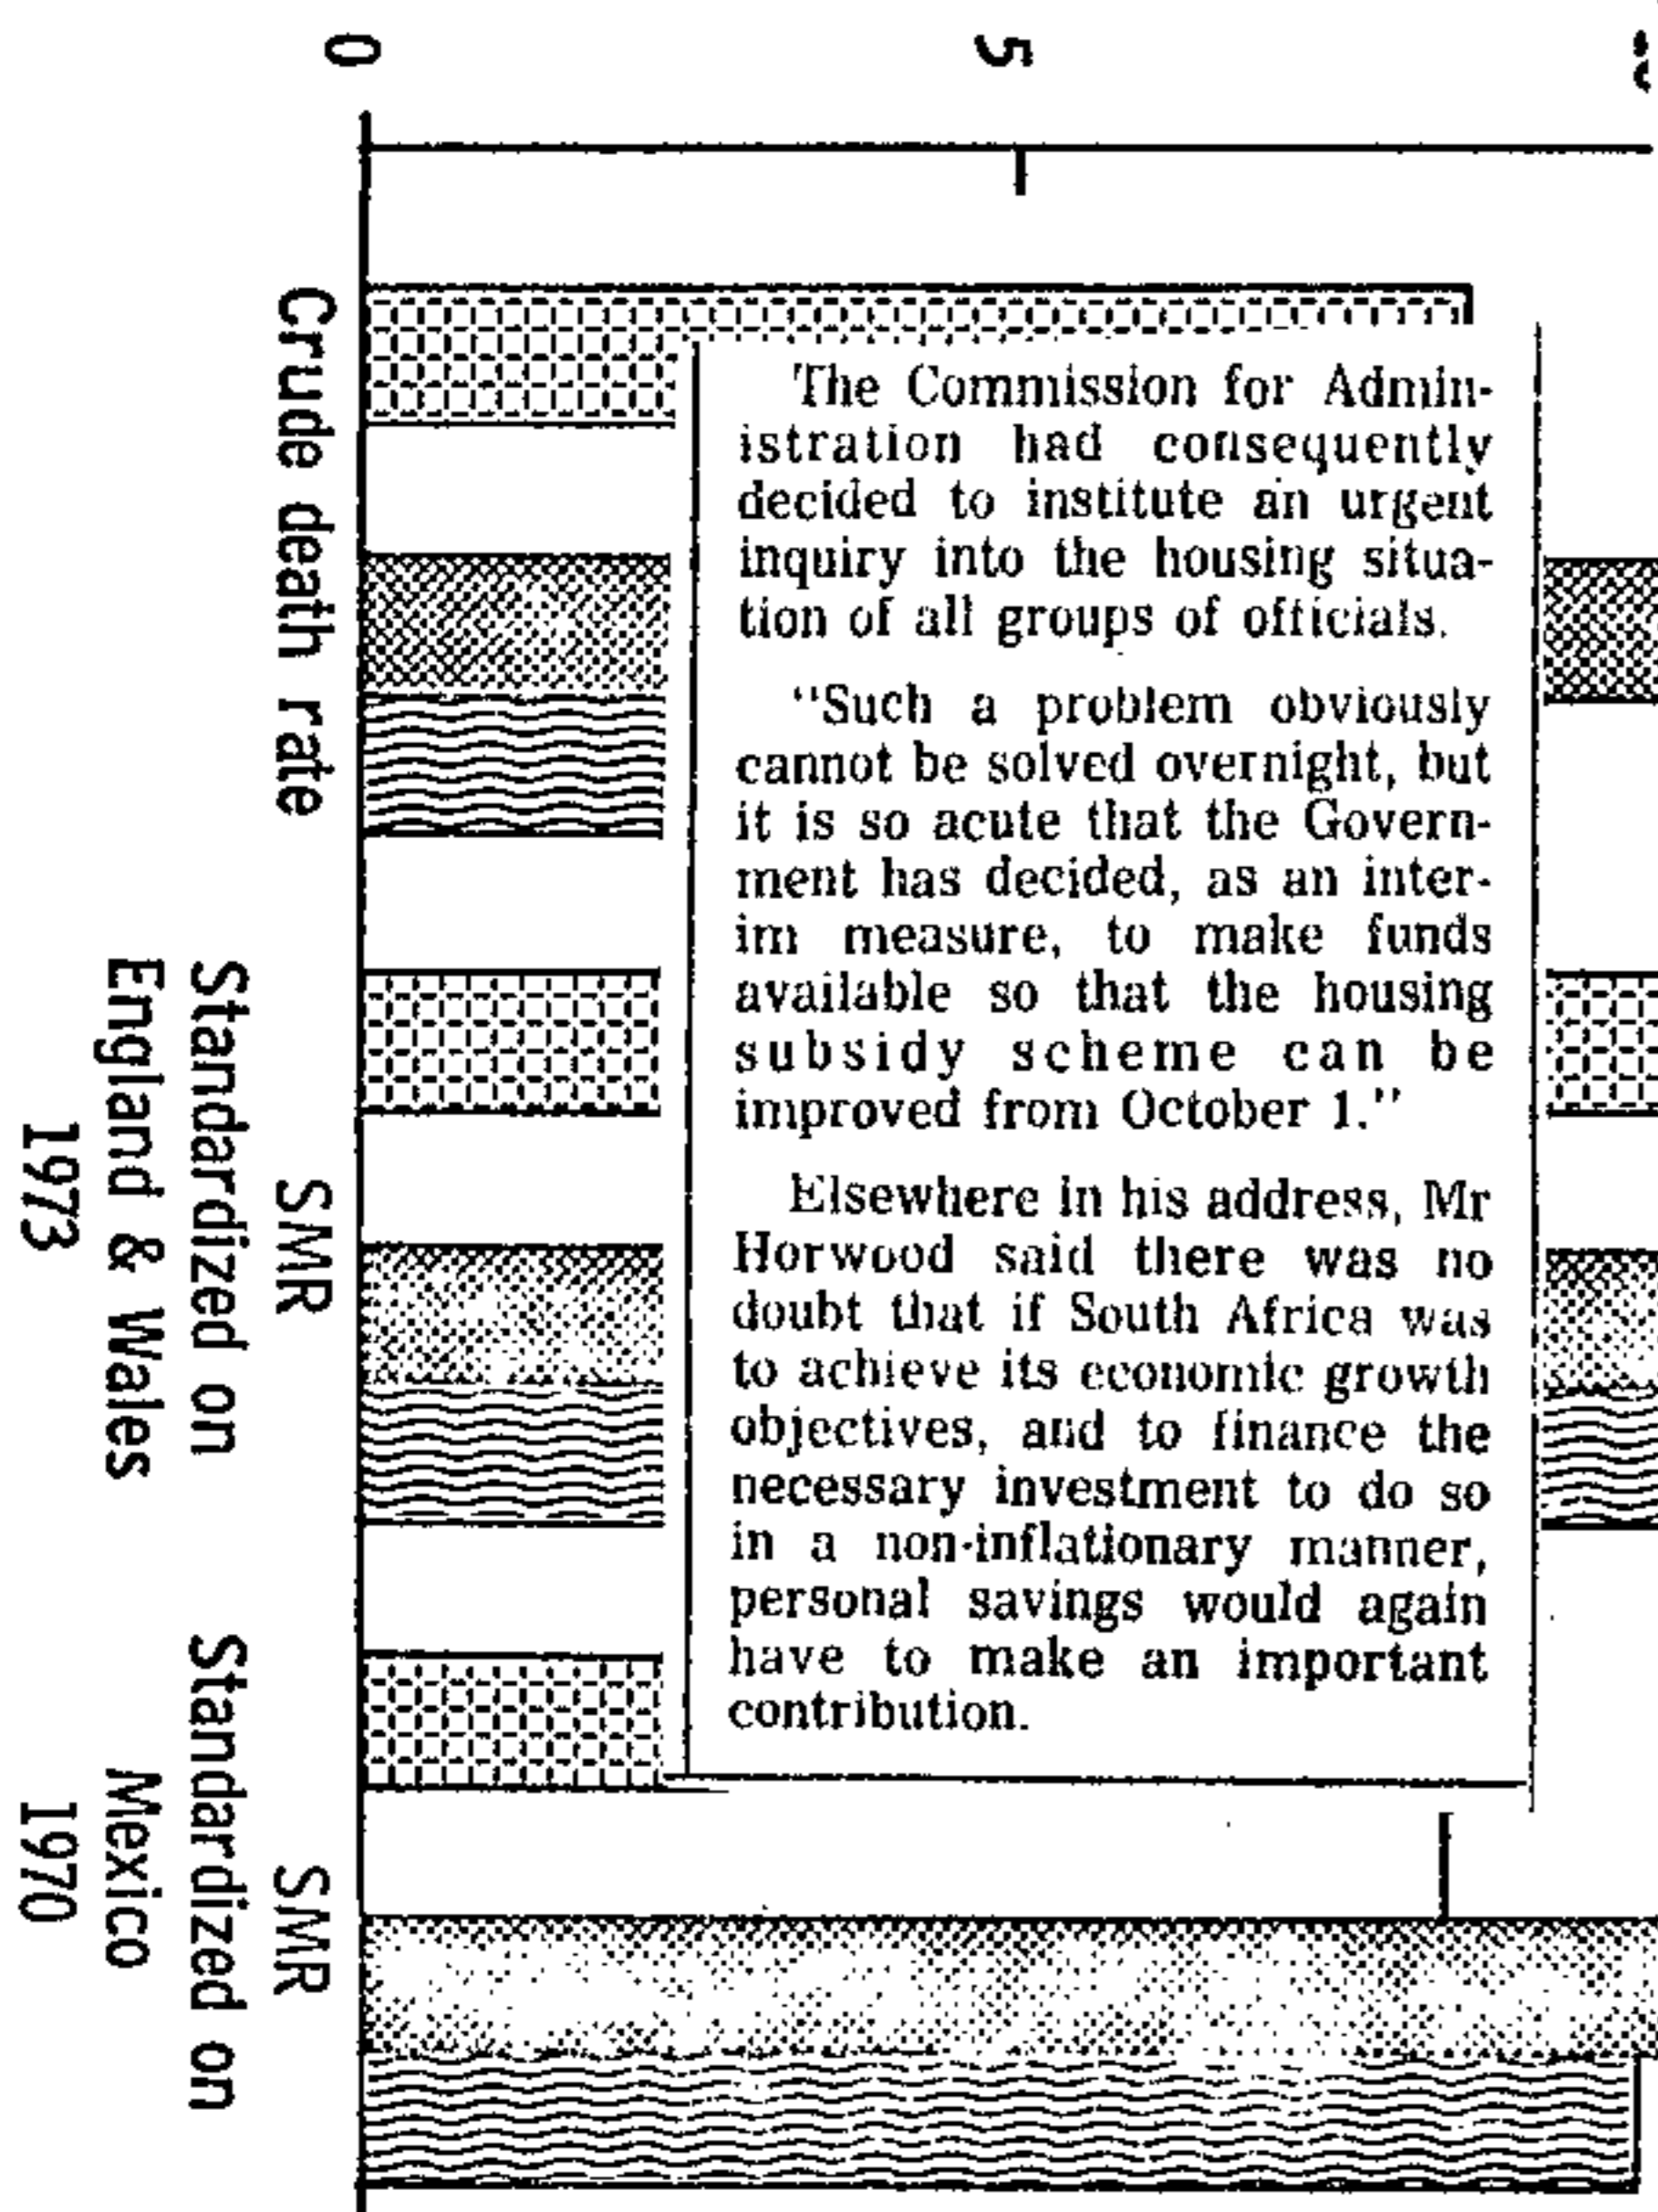 0
5
Crude death rate
SMR
Standardized on
England & Wales
1973
SMR
Standardized on
Mexico
1970
The Commission for Admin-
istration had consequently
decided to institute an urgent
inquiry into the housing situa-
tion of all groups of officials.
"Such a problem obviously
cannot be solved overnight, but
it is so acute that the Govern-
ment has decided, as an inter-
im measure, to make funds
available so that the housing
subsidy scheme can be
improved from October 1."
Elsewhere in his address, Mr
Horwood said there was no
doubt that if South Africa was
to achieve its economic growth
objectives, and to finance the
necessary investment to do so
in a non-inflationary manner,
personal savings would again
have to make an important
contribution.